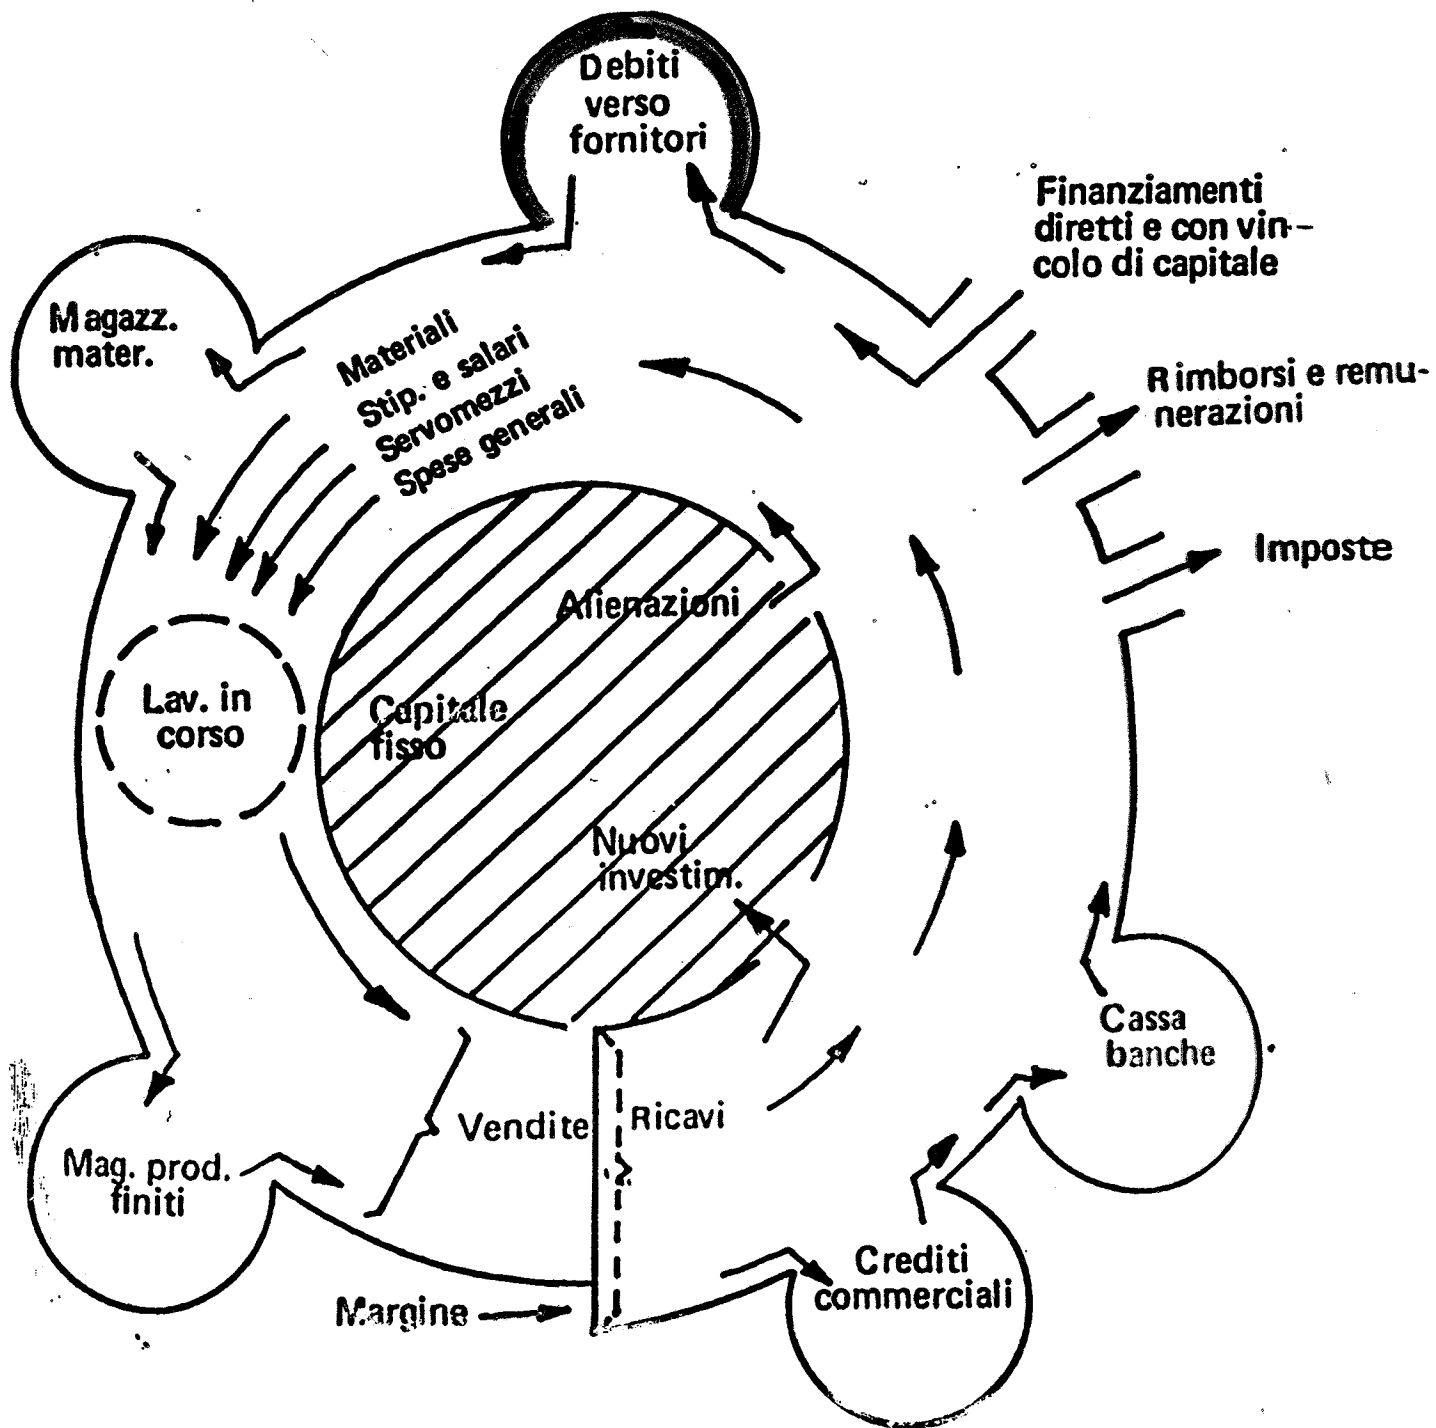 Debiti
verso
fornitori
Finanziamenti
diretti e con vin-
colo di capitale
Magazz.
mater.
Materiali
Stip. e salari
Servomezzi
Spese generali
Rimborsi e remu-
nerazioni
Imposte
Alienazioni
Lav. in
corso
Capitale
fisso
Nuovi
investim.
Cassa
banche
Vendite
Ricavi
Mag. prod.
finiti
Crediti
commerciali
Margine